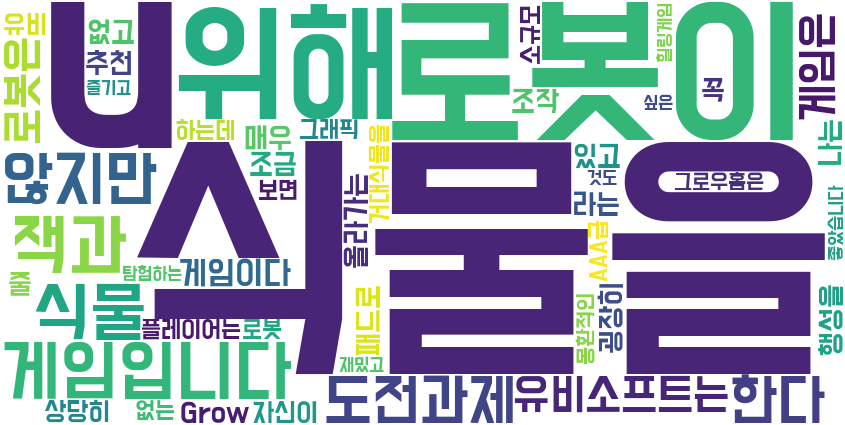 유비
없고
추천
즐기고
u
위해
로봇이
소규모
힐링게임
게임은
로봇은
하는데
매우
그래픽
조작
싶은
꼭
나는
않지만
조금
보면
올라가는
거대식물을
있고
것도
라는
그로우홈은
좋았습니다
식물을
잭과
줄
탐험하는
게임이다
AAA급
굉장히
몽환적인
행성을
식물
플레이어는
로봇
패드로
재밌고
게임입니다
상당히
없는
Grow
자신이
도전과제
유비소프트는
한다